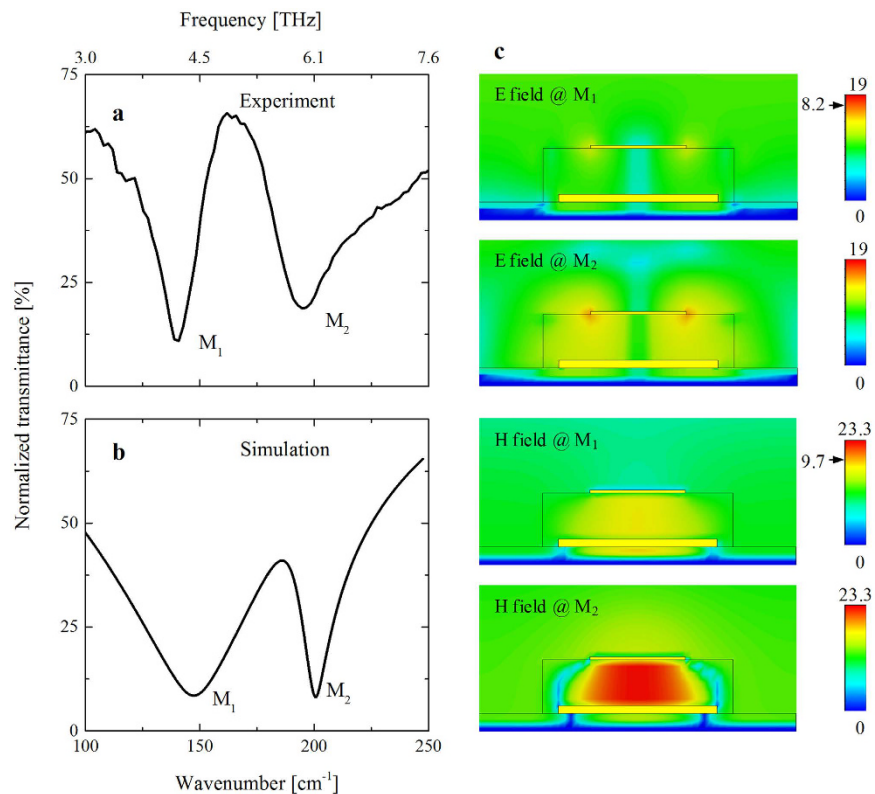 Frequency [THz]
3.0 4.5 6.1 7.6
a
Experiment
75
50
25
0
M₁
M₂
Normalized transmittance [%]
b
Simulation
75
50
25
0
M₁
M₂
100 150 200 250
Wavenumber [cm⁻¹]
c
E field @ M₁
19
8.2
0
E field @ M₂
19
0
H field @ M₁
23.3
9.7
0
H field @ M₂
23.3
0